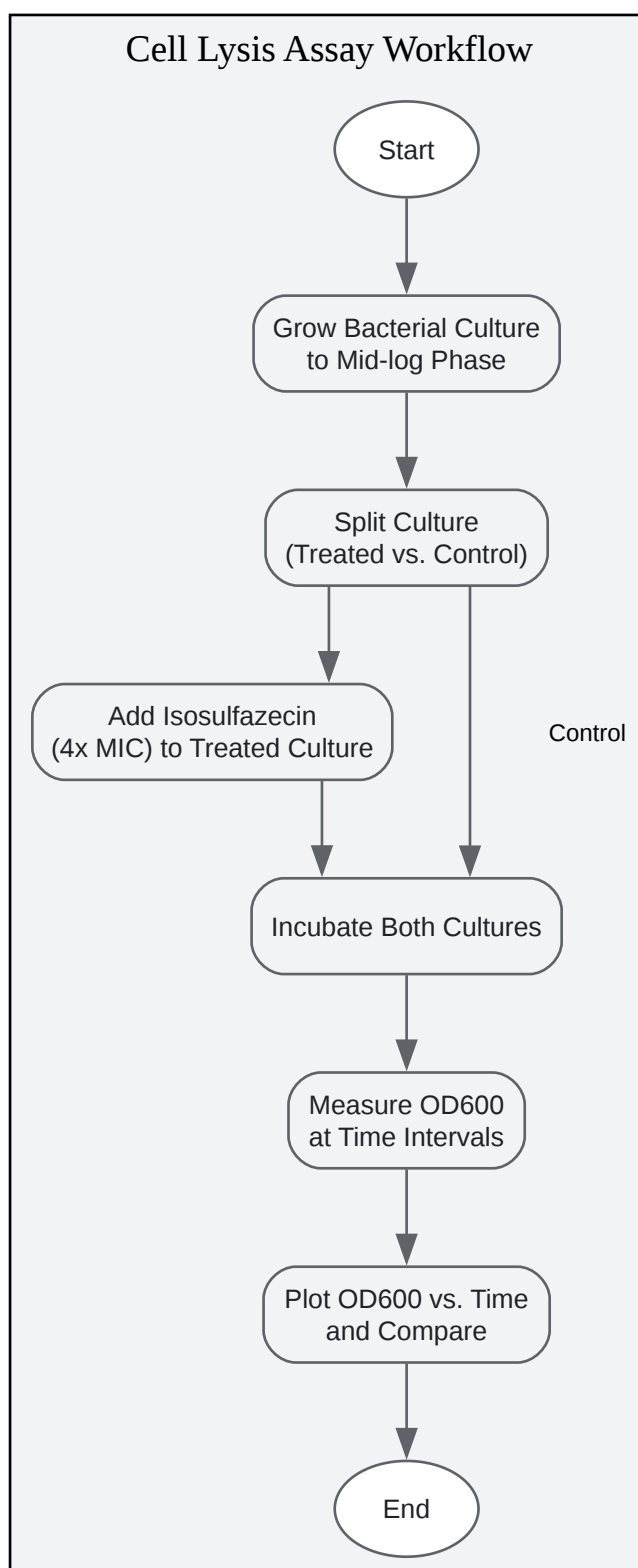 Cell Lysis Assay Workflow
Start
Grow Bacterial Culture
to Mid-log Phase
Split Culture
(Treated vs. Control)
Add Isosulfazecin
(4x MIC) to Treated Culture
Control
Incubate Both Cultures
Measure OD600
at Time Intervals
Plot OD600 vs. Time
and Compare
End